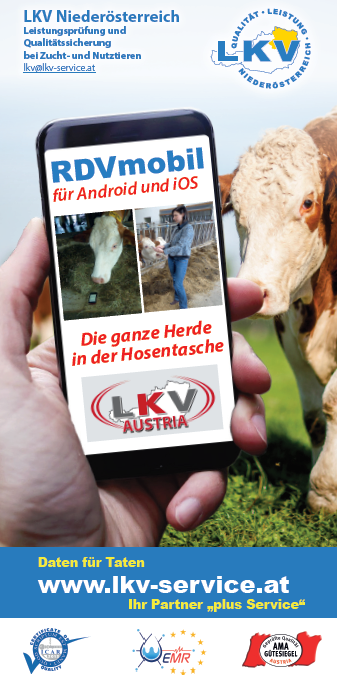 LKV Niederösterreich
Leistungsprüfung und
Qualitätssicherung
bei Zucht- und Nutztieren
lkv@lkv-service.at
QUALITÄT • LEISTUNG •
LKV
NIEDERÖSTERREICH
RDVmobil
für Android und iOS
Die ganze Herde
in der Hosentasche
LKV
AUSTRIA
Daten für Taten
www.lkv-service.at
Ihr Partner „plus Service“
CERTIFICATE OF
ICAR
QUALITY
EMR
Geprüfte Qualität
AMA
GÜTESIEGEL
AUSTRIA